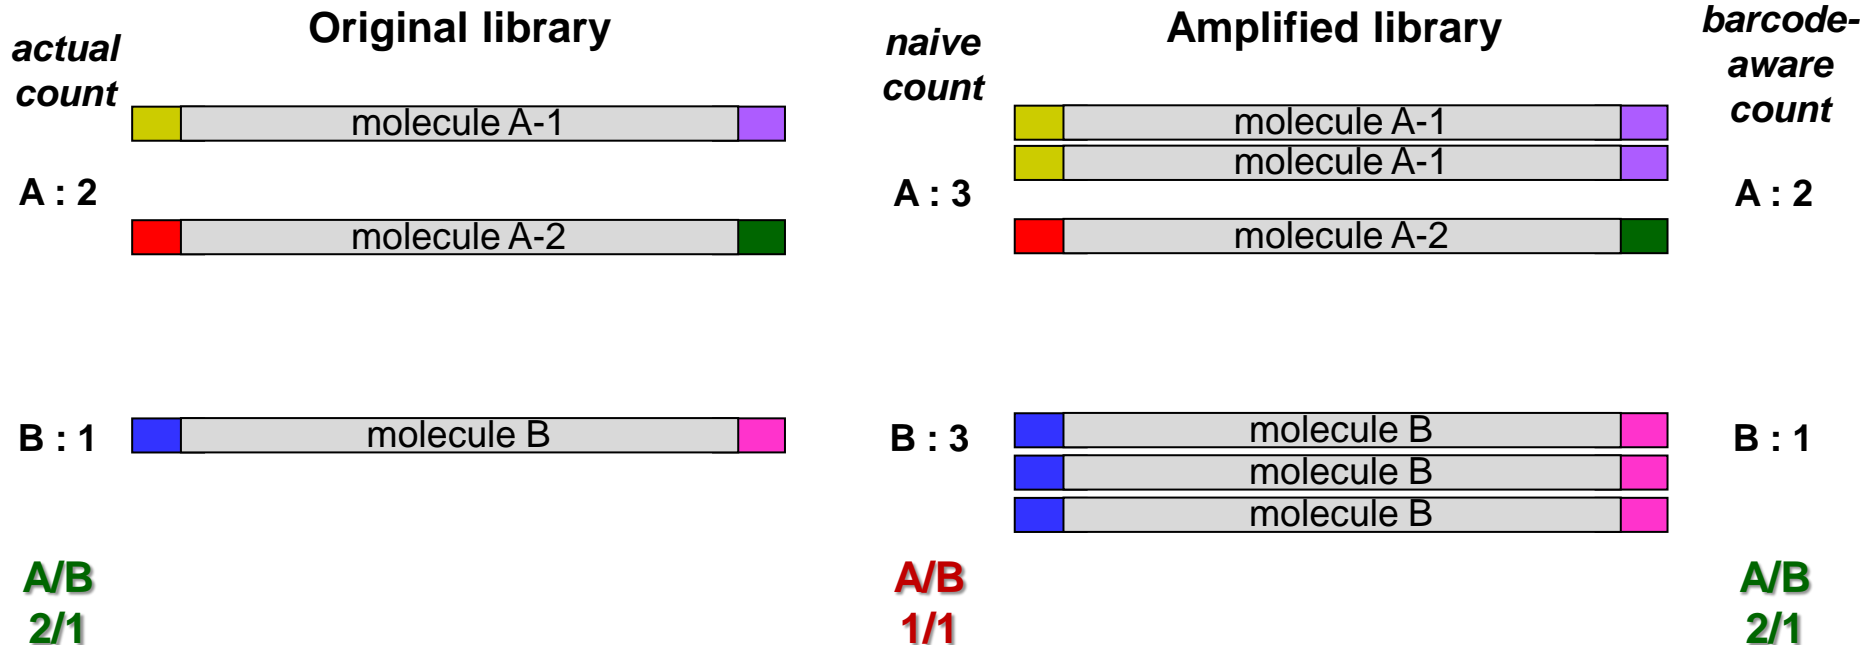 Original library
Amplified library
actual
count
naive
count
barcode-
aware
count
molecule A-1
molecule A-2
A : 2
A : 3
molecule A-1
molecule A-1
molecule A-2
A : 2
B : 1
molecule B
B : 3
molecule B
molecule B
molecule B
B : 1
A/B
2/1
A/B
1/1
A/B
2/1